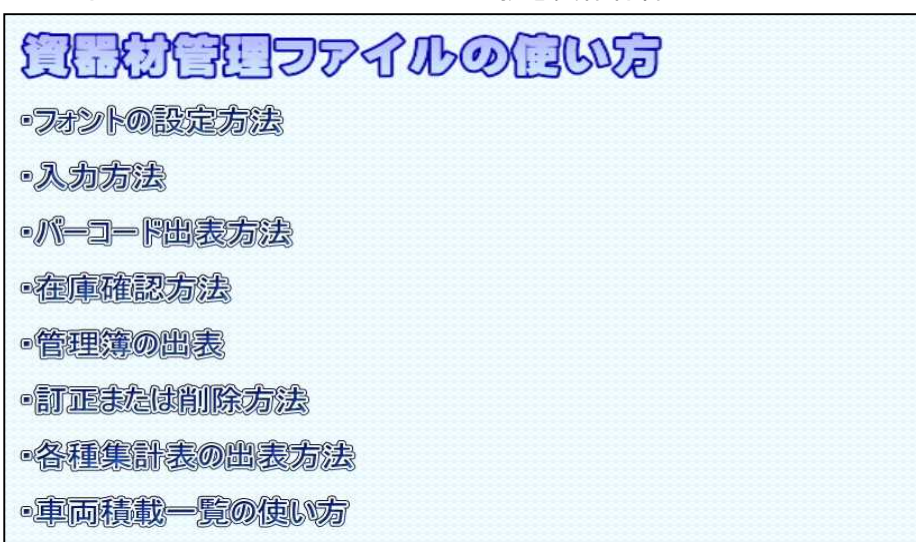 資器材管理ファイルの使い方
・フォントの設定方法
・入力方法
・バーコード出表方法
・在庫確認方法
・管理簿の出表
・訂正または削除方法
・各種集計表の出表方法
・車両積載一覧の使い方